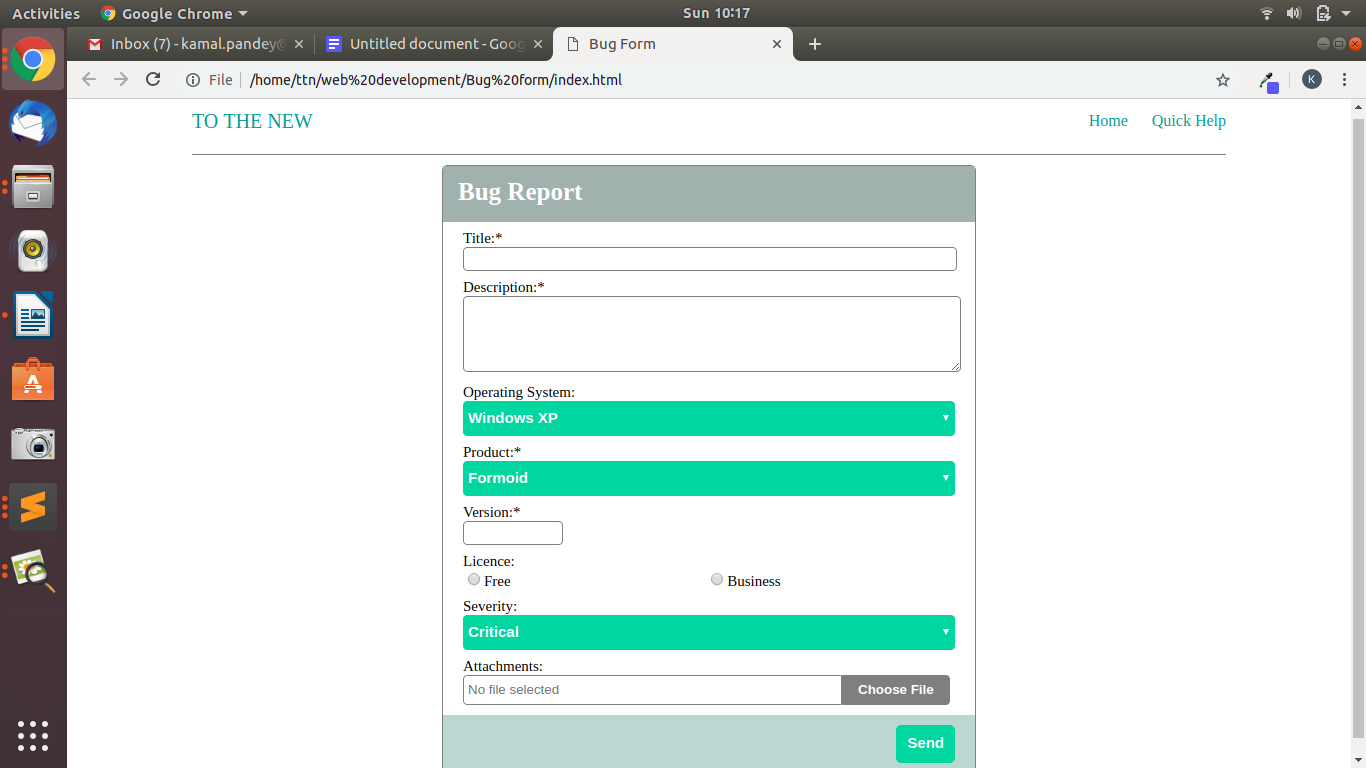 Activities Google Chrome Sun 10:17
Inbox (7) - kamal.pandey@ Untitled document - Goog Bug Form
File /home/ttn/web%20development/Bug%20form/index.html K
TO THE NEW Home Quick Help
Bug Report
Title:*
Description:*
Operating System:
Windows XP
Product:*
Formoid
Version:*
Licence:
Free Business
Severity:
Critical
Attachments:
No file selected Choose File
Send